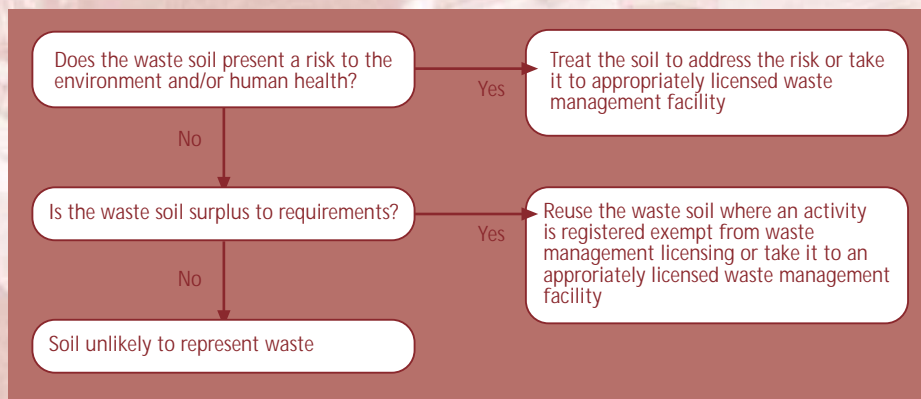 Does the waste soil present a risk to the
environment and/or human health?
Yes
Treat the soil to address the risk or take
it to appropriately licensed waste
management facility
No
Is the waste soil surplus to requirements?
Yes
Reuse the waste soil where an activity
is registered exempt from waste
management licensing or take it to an
approriately licensed waste management
facility
No
Soil unlikely to represent waste